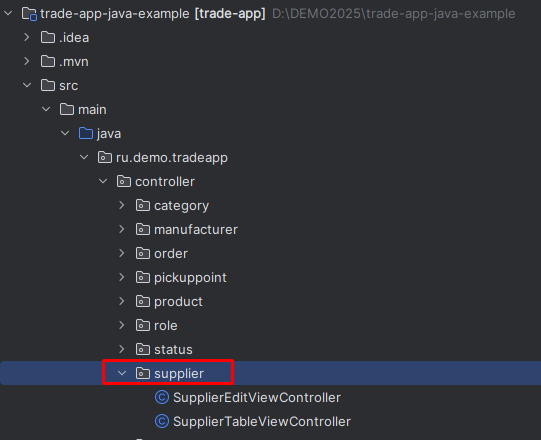 trade-app-java-example [trade-app] D:\DEMO2025\trade-app-java-example
.idea
.mvn
src
main
java
ru.demo.tradeapp
controller
category
manufacturer
order
pickuppoint
product
role
status
supplier
SupplierEditViewController
SupplierTableViewController